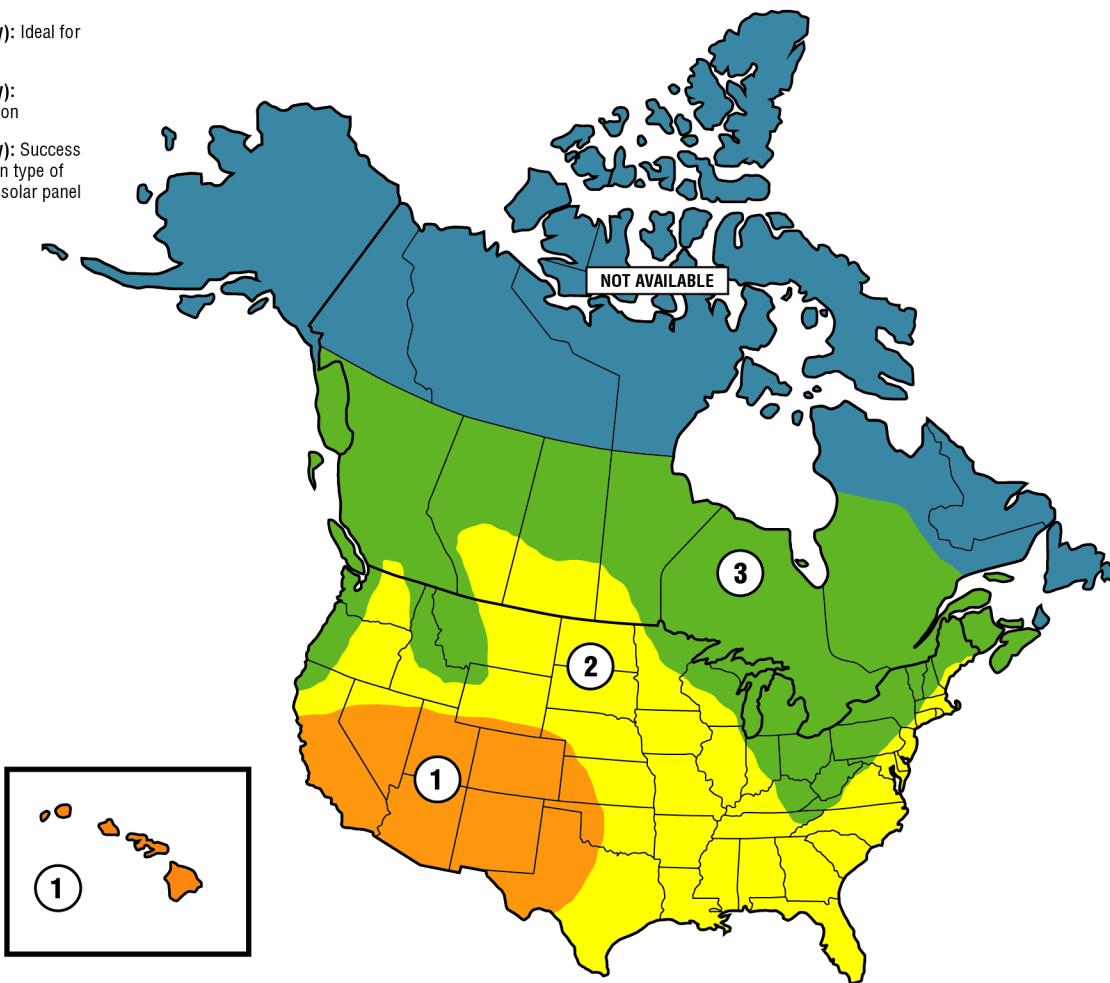 y): Ideal for
y):
on
y): Success
n type of
solar panel
NOT AVAILABLE
3
2
1
1